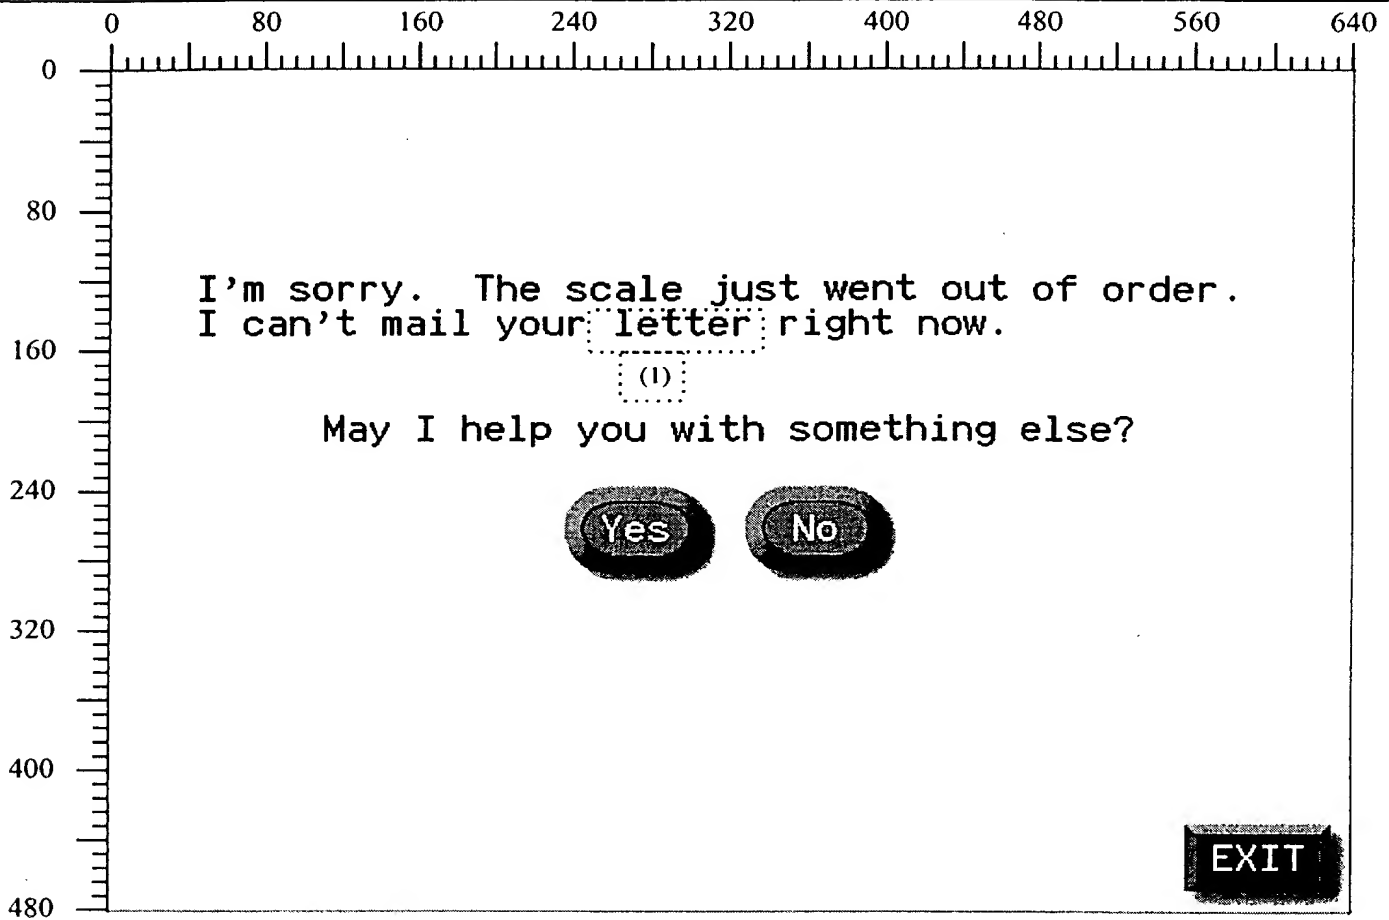 0 80 160 240 320 400 480 560 640
0
80
I'm sorry. The scale just went out of order.
I can't mail your letter right now.
160
(1)
May I help you with something else?
240
Yes No
320
400
EXIT
480